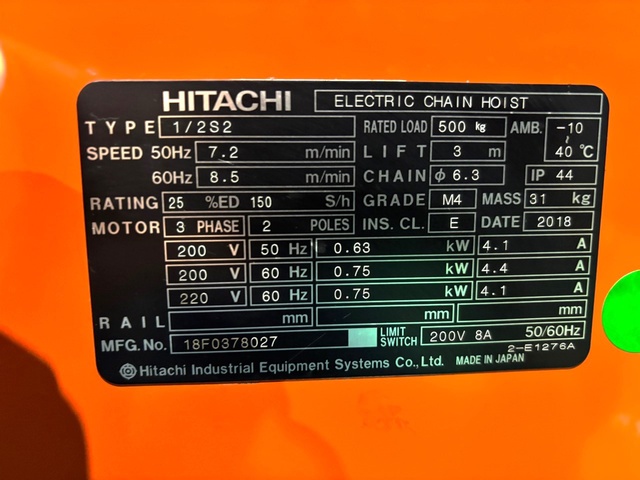 HITACHI ELECTRIC CHAIN HOIST
TYPE 1/2S2 RATED LOAD 500 kg AMB. -10 ~ 40 °C
SPEED 50Hz 7.2 m/min LIFT 3 m
60Hz 8.5 m/min CHAIN φ 6.3 IP 44
RATING 25 %ED 150 S/h GRADE M4 MASS 31 kg
MOTOR 3 PHASE 2 POLES INS. CL. E DATE 2018
200 V 50 Hz 0.63 kW 4.1 A
200 V 60 Hz 0.75 kW 4.4 A
220 V 60 Hz 0.75 kW 4.1 A
RAIL mm mm mm
MFG.No. 18F0378027 LIMIT SWITCH 200V 8A 50/60Hz
2-E1276A
Hitachi Industrial Equipment Systems Co.,Ltd. MADE IN JAPAN